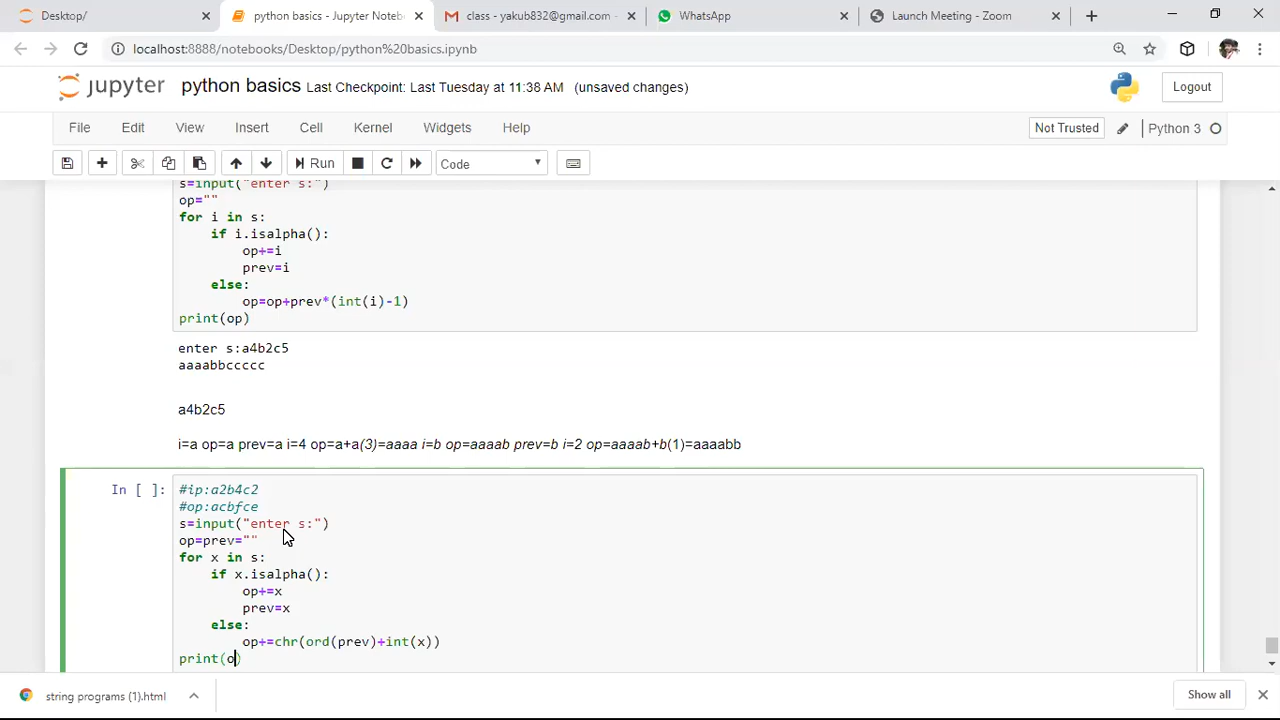 Desktop/
python basics - Jupyter Noteb
class - yakub832@gmail.com -
WhatsApp
Launch Meeting - Zoom
localhost:8888/notebooks/Desktop/python%20basics.ipynb
jupyter python basics Last Checkpoint: Last Tuesday at 11:38 AM (unsaved changes)
Logout
File Edit View Insert Cell Kernel Widgets Help
Not Trusted
Python 3
Run
Code
s=input("enter s:")
op=""
for i in s:
    if i.isalpha():
        op+=i
        prev=i
    else:
        op=op+prev*(int(i)-1)
print(op)
enter s:a4b2c5
aaaabbccccc
a4b2c5
i=a op=a prev=a i=4 op=a+a(3)=aaaa i=b op=aaaab prev=b i=2 op=aaaab+b(1)=aaaabb
In [ ]:
#ip:a2b4c2
#op:acbfce
s=input("enter s:")
op=prev=""
for x in s:
    if x.isalpha():
        op+=x
        prev=x
    else:
        op+=chr(ord(prev)+int(x))
print(o)
string programs (1).html
Show all